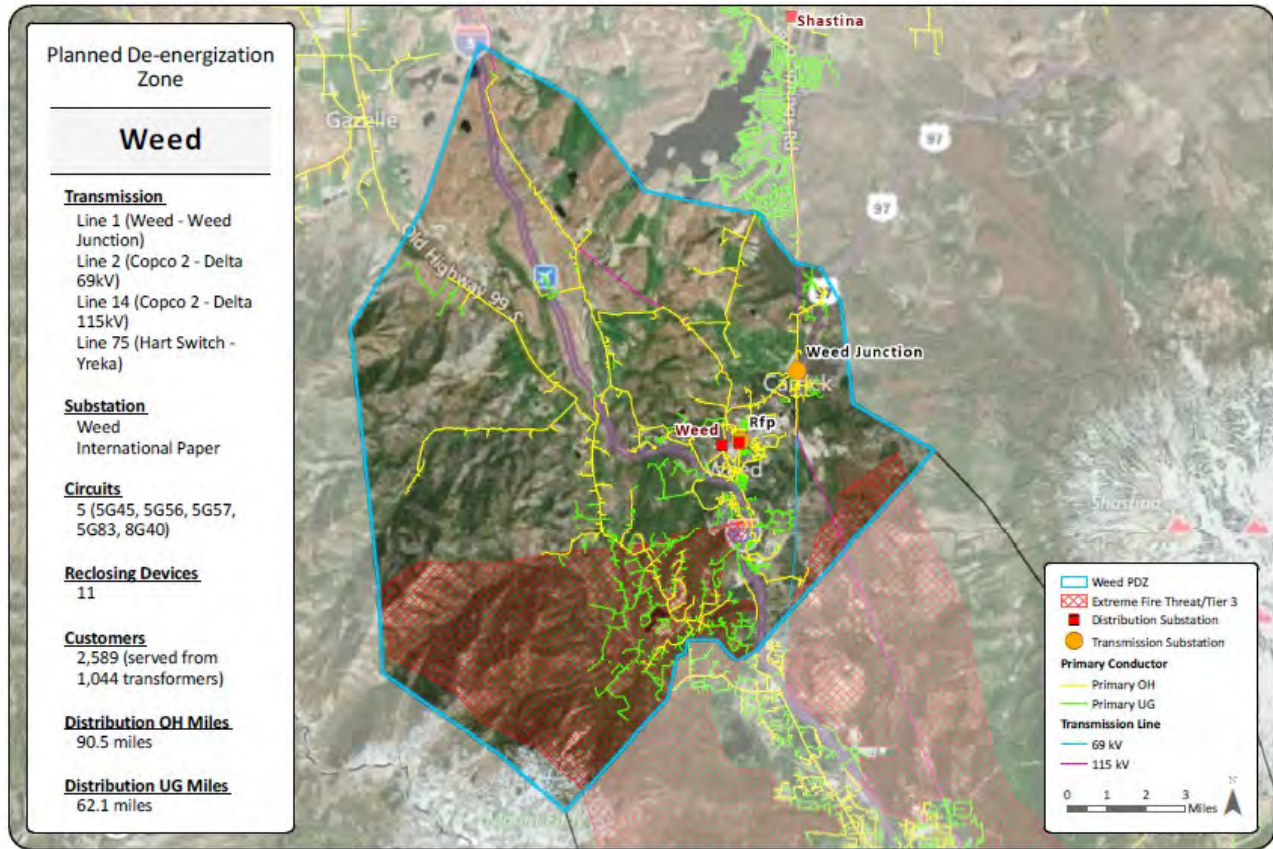 Planned De-energization
Zone
Weed
Transmission
Line 1 (Weed - Weed
Junction)
Line 2 (Copco 2 - Delta
69kV)
Line 14 (Copco 2 - Delta
115kV)
Line 75 (Hart Switch -
Yreka)
Substation
Weed
International Paper
Circuits
5 (5G45, 5G56, 5G57,
5G83, 8G40)
Reclosing Devices
11
Customers
2,589 (served from
1,044 transformers)
Distribution OH Miles
90.5 miles
Distribution UG Miles
62.1 miles
Shastina
5
Gazelle
97
97
Old Highway 99 S
97
Weed Junction
Carrick
Weed
Rfp
Weed
Shastina
Weed PDZ
Extreme Fire Threat/Tier 3
Distribution Substation
Transmission Substation
Primary Conductor
Primary OH
Primary UG
Transmission Line
69 kV
115 kV
0 1 2 3
Miles
N